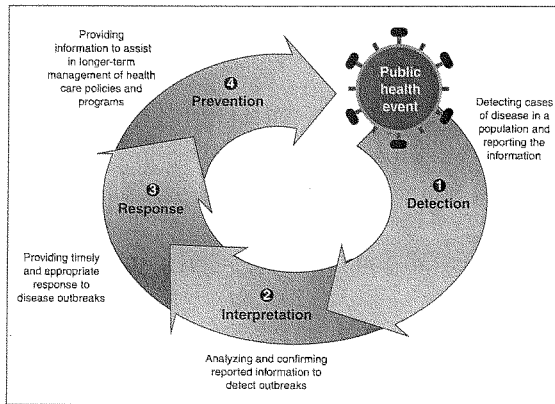 Public
health
event
Detecting cases
of disease in a
population and
reporting the
information
1
Detection
2
Interpretation
Analyzing and confirming
reported information to
detect outbreaks
3
Response
Providing timely
and appropriate
response to
disease outbreaks
4
Prevention
Providing
information to assist
in longer-term
management of health
care policies and
programs